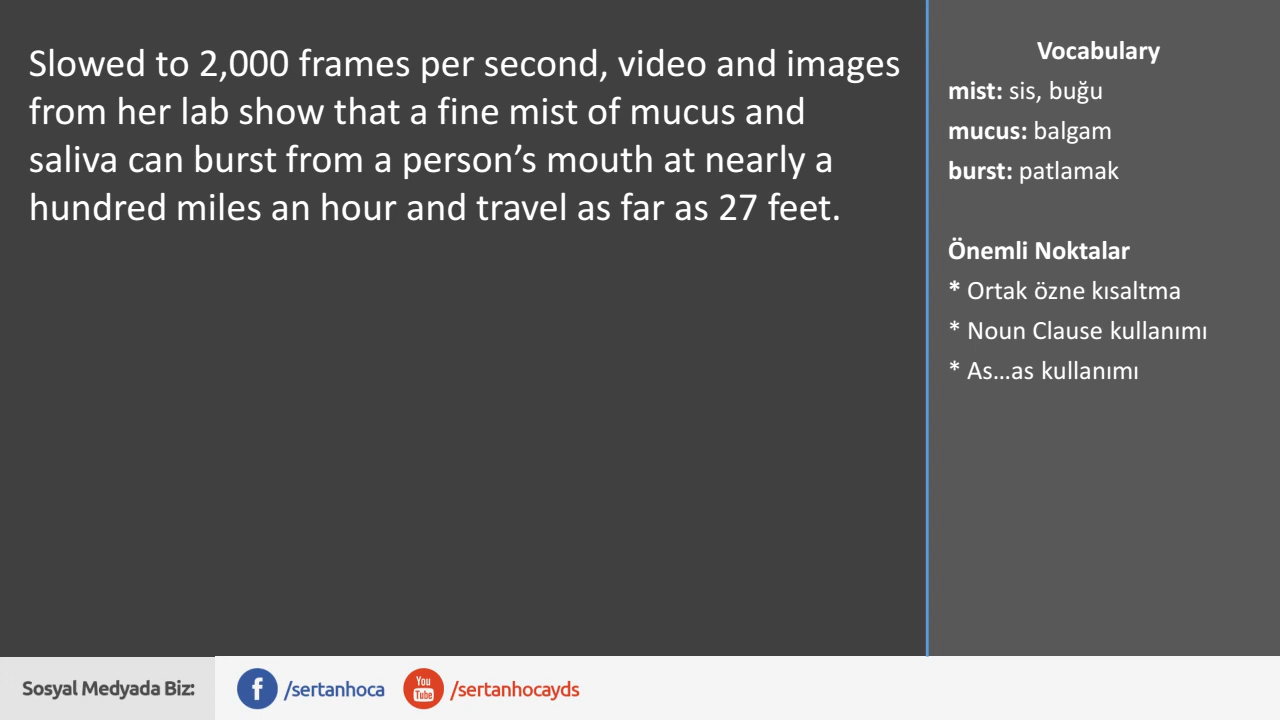 Slowed to 2,000 frames per second, video and images
from her lab show that a fine mist of mucus and
saliva can burst from a person’s mouth at nearly a
hundred miles an hour and travel as far as 27 feet.
Vocabulary
mist: sis, buğu
mucus: balgam
burst: patlamak
Önemli Noktalar
* Ortak özne kısaltma
* Noun Clause kullanımı
* As…as kullanımı
Sosyal Medyada Biz:
f /sertanhoca
You Tube /sertanhocayds